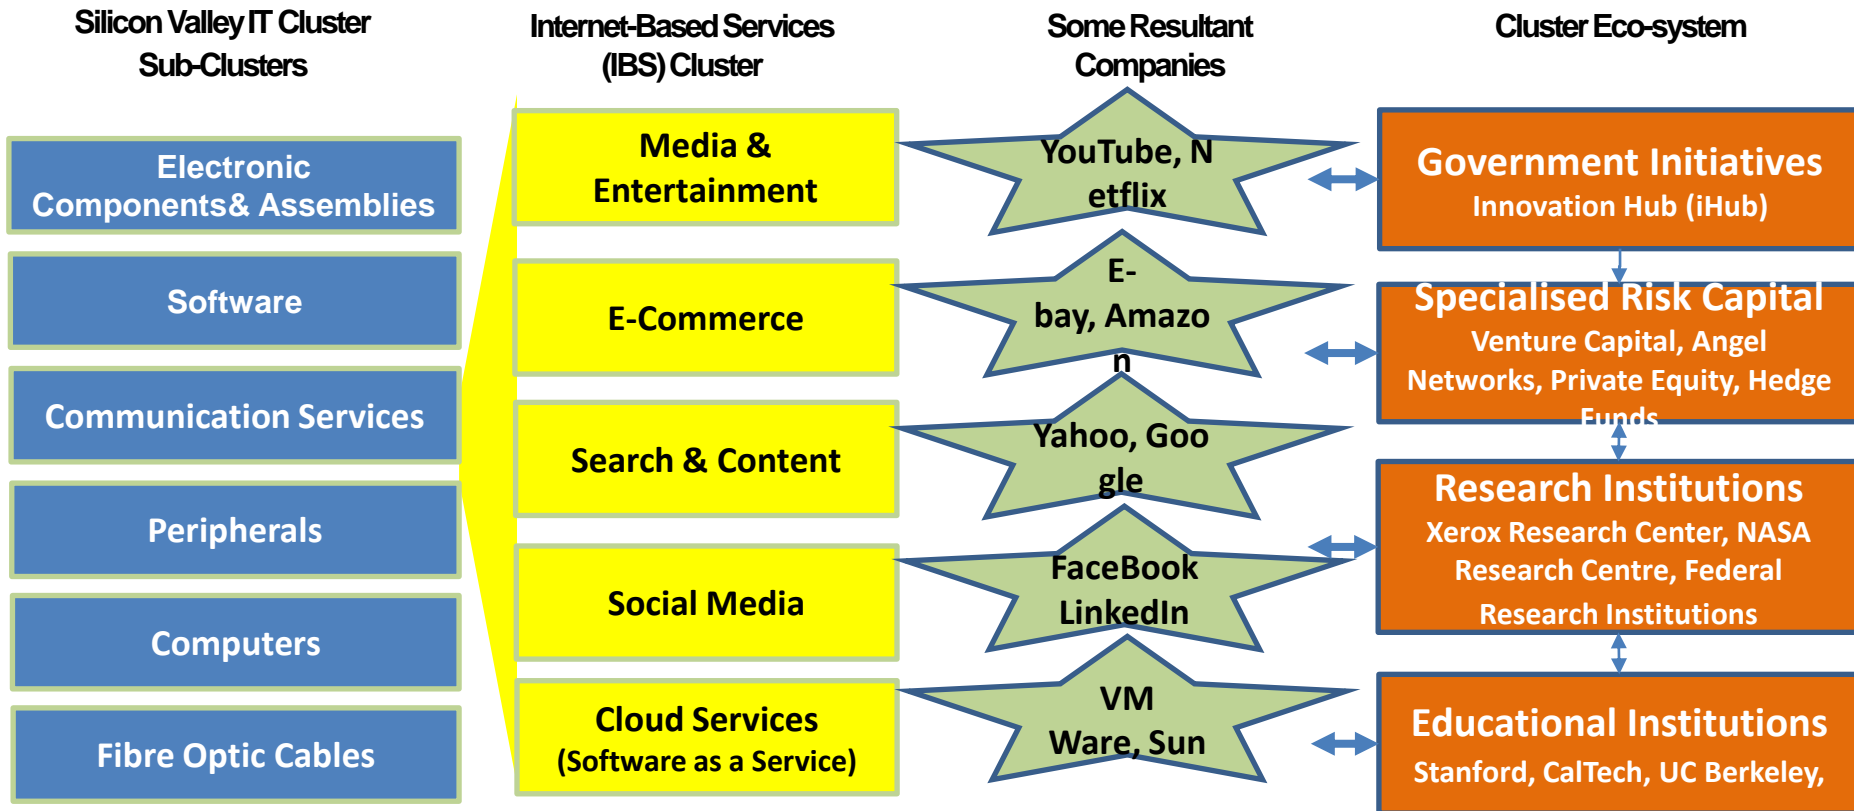 Silicon Valley IT Cluster
Sub-Clusters
Internet-Based Services
(IBS) Cluster
Some Resultant
Companies
Cluster Eco-system
Electronic
Components& Assemblies
Software
Communication Services
Peripherals
Computers
Fibre Optic Cables
Media &
Entertainment
E-Commerce
Search & Content
Social Media
Cloud Services
(Software as a Service)
YouTube, N
etflix
E-
bay, Amazo
n
Yahoo, Goo
gle
FaceBook
LinkedIn
VM
Ware, Sun
Government Initiatives
Innovation Hub (iHub)
Specialised Risk Capital
Venture Capital, Angel
Networks, Private Equity, Hedge
Funds
Research Institutions
Xerox Research Center, NASA
Research Centre, Federal
Research Institutions
Educational Institutions
Stanford, CalTech, UC Berkeley,